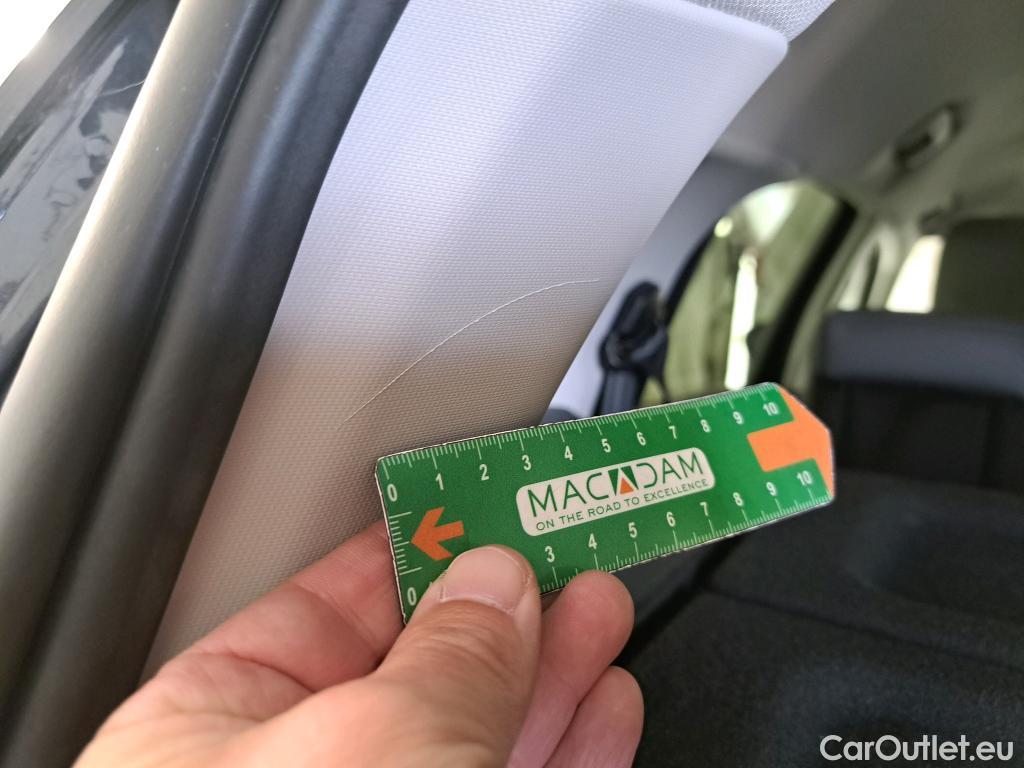 0 1 2 3 4 5 6 7 8 9 10
MACADAM
ON THE ROAD TO EXCELLENCE
0 3 4 5 6 7 8 9 10
CarOutlet.eu